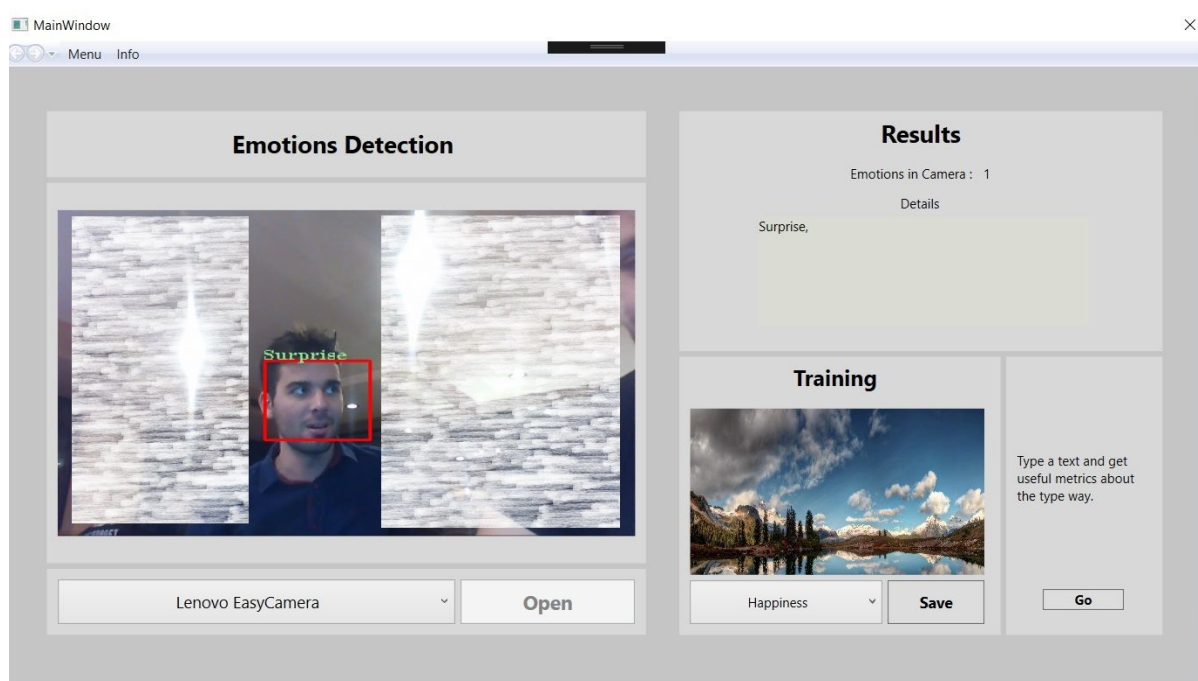 MainWindow
Menu Info
Emotions Detection
Surprise
Lenovo EasyCamera
Open
Results
Emotions in Camera : 1
Details
Surprise,
Training
Happiness
Save
Type a text and get
useful metrics about
the type way.
Go